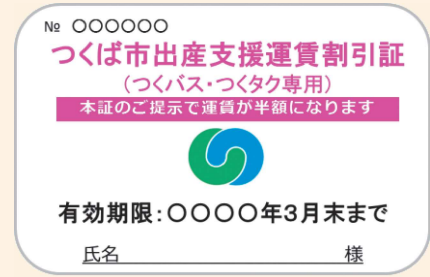 № 〇〇〇〇〇〇
つくば市出産支援運賃割引証
(つくバス・つくタク専用)
本証のご提示で運賃が半額になります
有効期限:〇〇〇〇年3月末まで
氏名 様